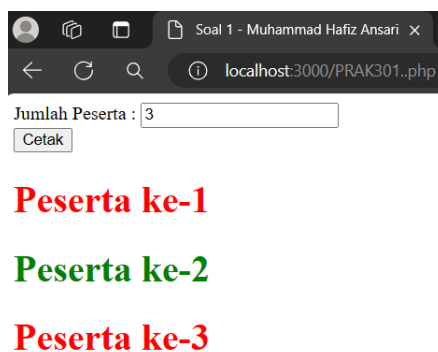 Soal 1 - Muhammad Hafiz Ansari
localhost:3000/PRAK301..php
Jumlah Peserta : 3
Cetak
Peserta ke-1
Peserta ke-2
Peserta ke-3